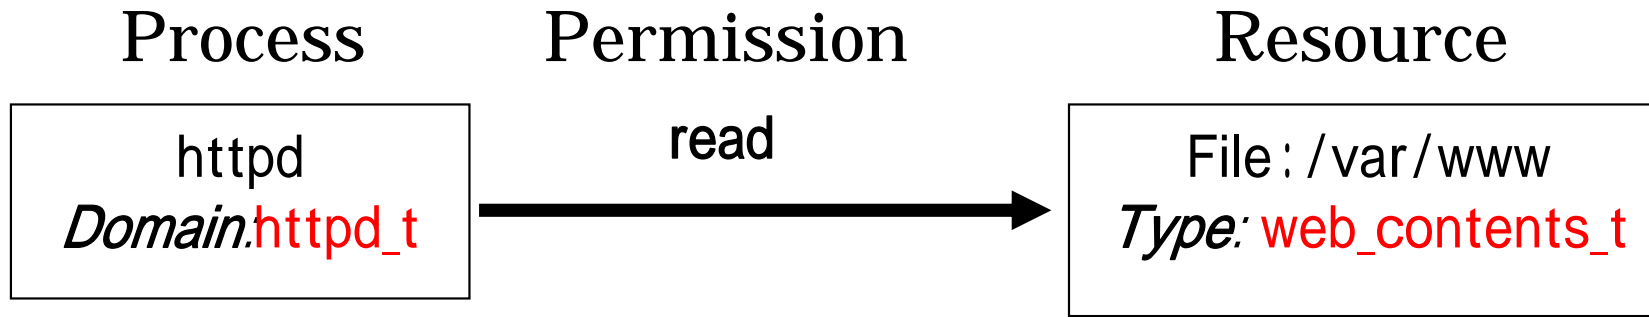 Process Permission Resource
httpd
Domain:httpd_t
read
File:/var/www
Type: web_contents_t